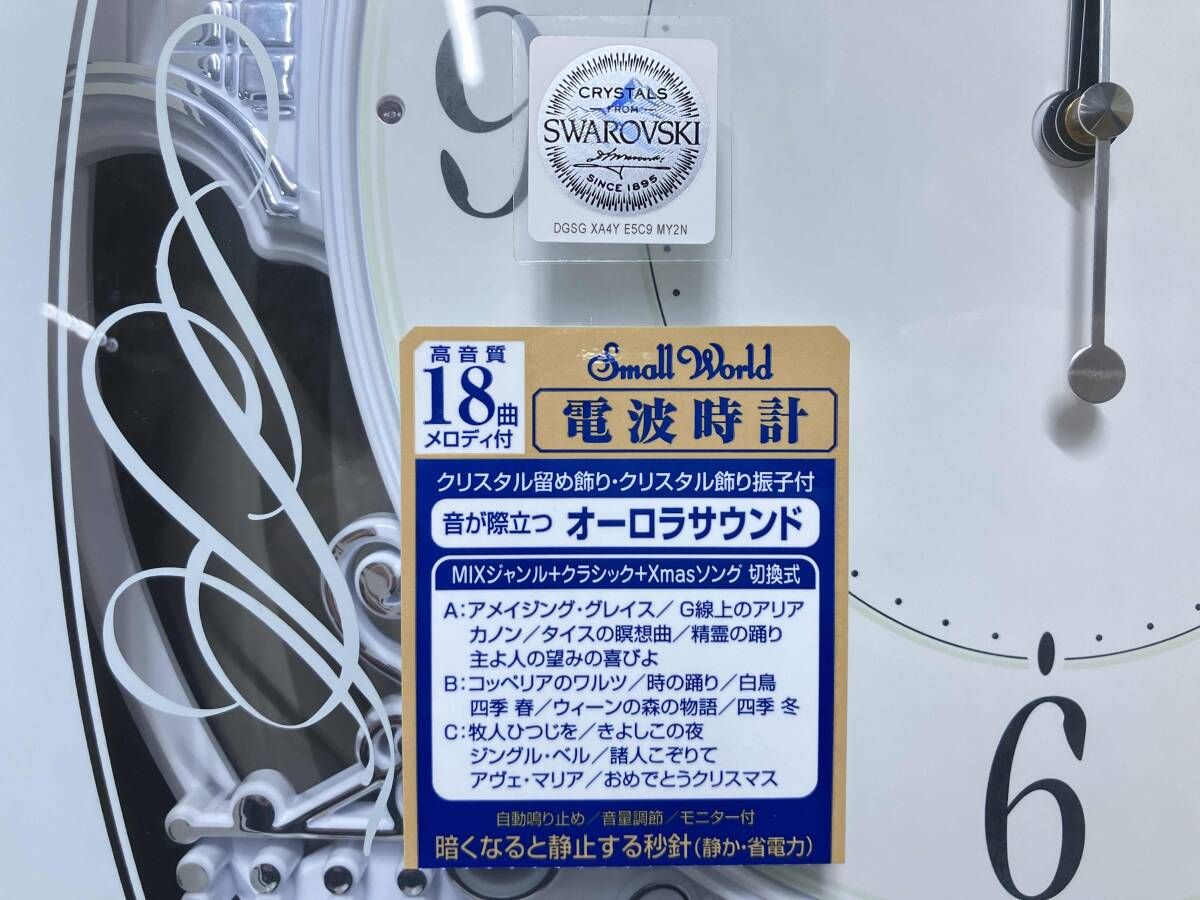 9
CRYSTALS
FROM
SWAROVSKI
SINCE 1895
DGSG XA4Y E5C9 MY2N
高音質
18曲
メロディ付
Small World
電波時計
クリスタル留め飾り・クリスタル飾り振子付
音が際立つ オーロラサウンド
MIXジャンル+クラシック+Xmasソング 切換式
A:アメイジング・グレイス/G線上のアリア
カノン/タイスの瞑想曲/精霊の踊り
主よ人の望みの喜びよ
B:コッペリアのワルツ/時の踊り/白鳥
四季 春/ウィーンの森の物語/四季 冬
C:牧人ひつじを/きよしこの夜
ジングル・ベル/諸人こぞりて
アヴェ・マリア/おめでとうクリスマス
自動鳴り止め/音量調節/モニター付
暗くなると静止する秒針(静か・省電力)
6